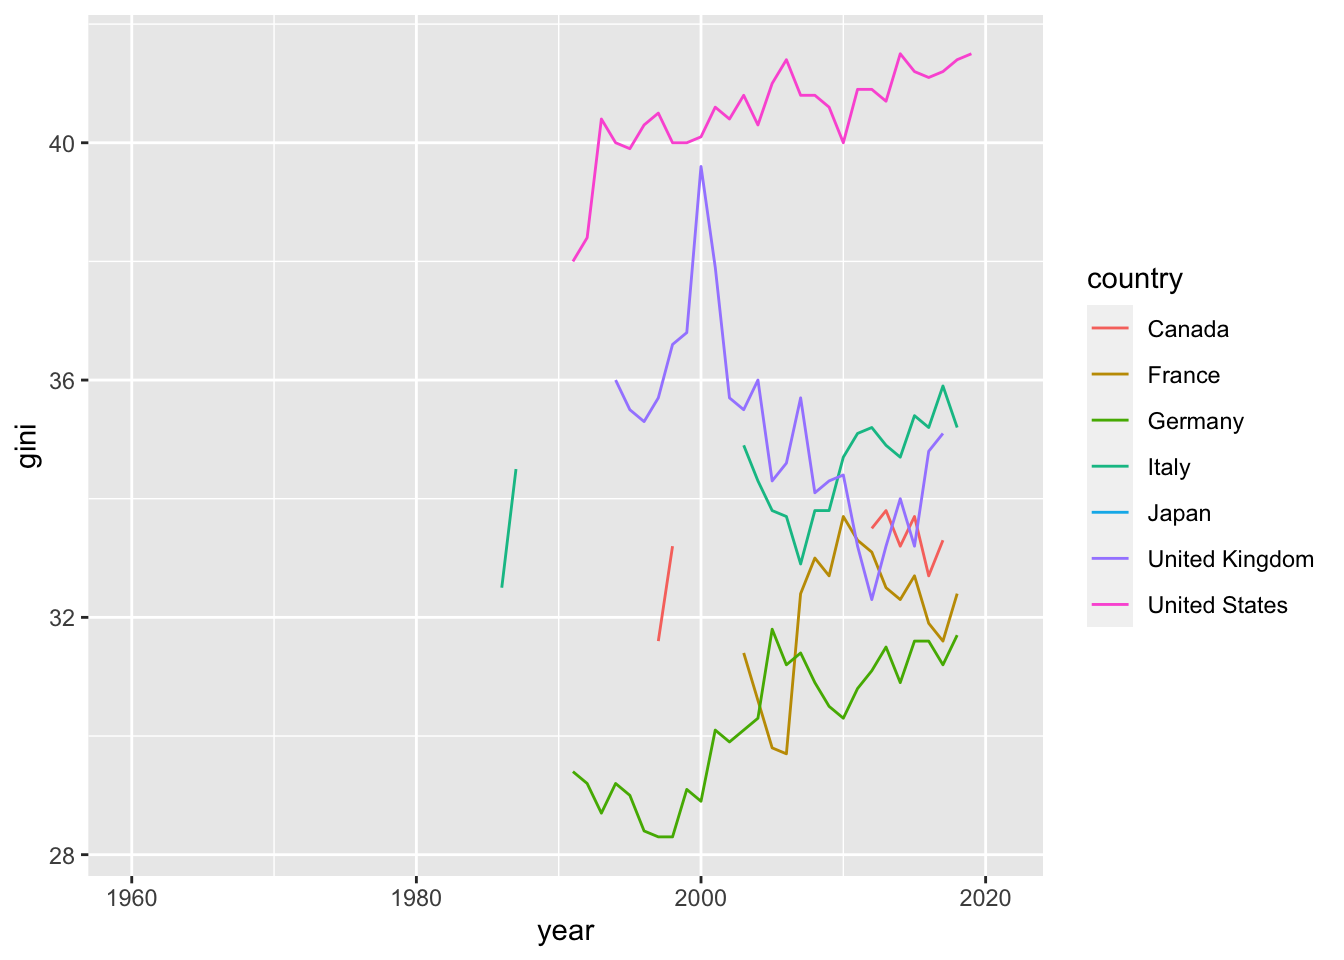 40
36
32
28
gini
1960
1980
2000
2020
year
country
Canada
France
Germany
Italy
Japan
United Kingdom
United States